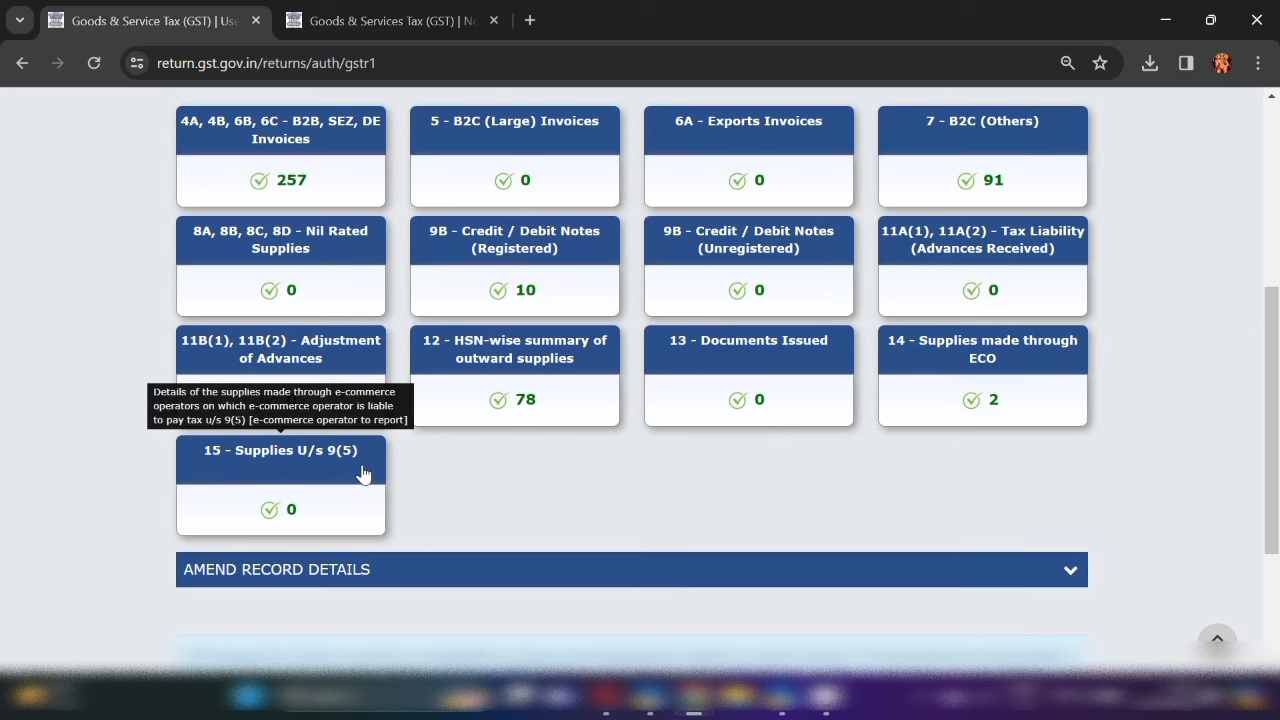 Goods & Service Tax (GST) | Use
Goods & Services Tax (GST) | Ne
return.gst.gov.in/returns/auth/gstr1
4A, 4B, 6B, 6C - B2B, SEZ, DE
Invoices
257
5 - B2C (Large) Invoices
0
6A - Exports Invoices
0
7 - B2C (Others)
91
8A, 8B, 8C, 8D - Nil Rated
Supplies
0
9B - Credit / Debit Notes
(Registered)
10
9B - Credit / Debit Notes
(Unregistered)
0
11A(1), 11A(2) - Tax Liability
(Advances Received)
0
11B(1), 11B(2) - Adjustment
of Advances
12 - HSN-wise summary of
outward supplies
78
13 - Documents Issued
0
14 - Supplies made through
ECO
2
Details of the supplies made through e-commerce
operators on which e-commerce operator is liable
to pay tax u/s 9(5) [e-commerce operator to report]
15 - Supplies U/s 9(5)
0
AMEND RECORD DETAILS